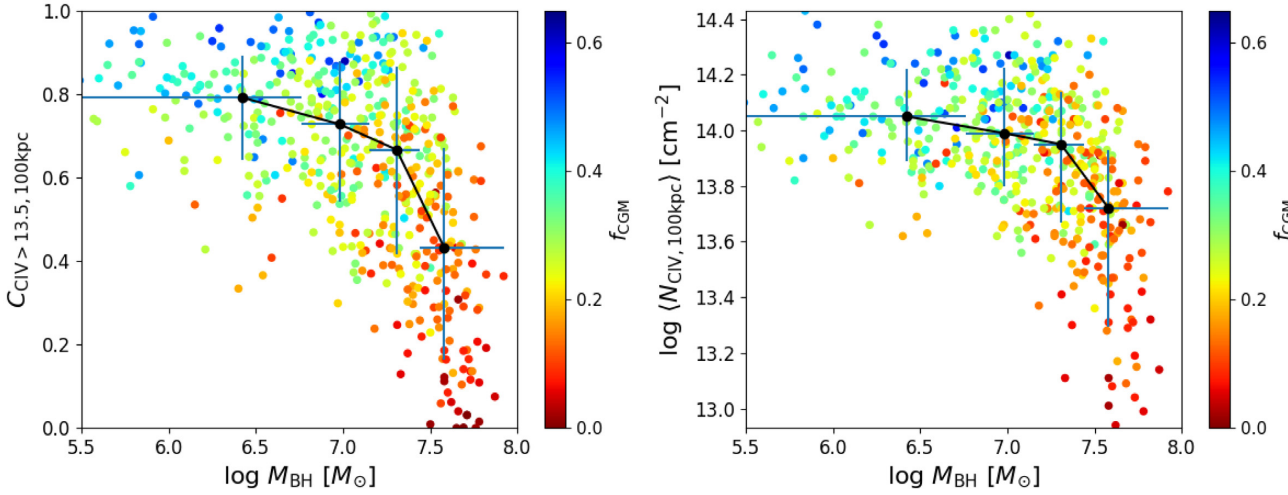 1.0
0.8
0.6
0.4
0.2
0.0
C_CIV>13.5,100kpc
5.5 6.0 6.5 7.0 7.5 8.0
log M_BH [M_⊙]
0.6
0.4
0.2
0.0
f_CGM
14.4
14.2
14.0
13.8
13.6
13.4
13.2
13.0
log ⟨N_CIV,100kpc⟩ [cm⁻²]
5.5 6.0 6.5 7.0 7.5 8.0
log M_BH [M_⊙]
0.6
0.4
0.2
0.0
f_CGM